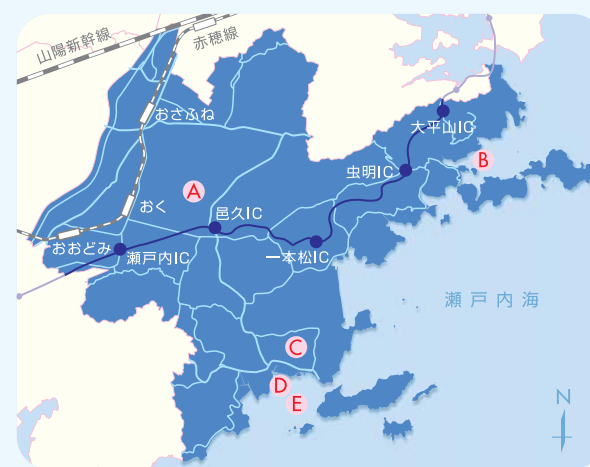 山陽新幹線
赤穂線
おさふね
大平山IC
B
虫明IC
A
おく
邑久IC
おおどみ
瀬戸内IC
一本松IC
瀬戸内海
C
D
E
N